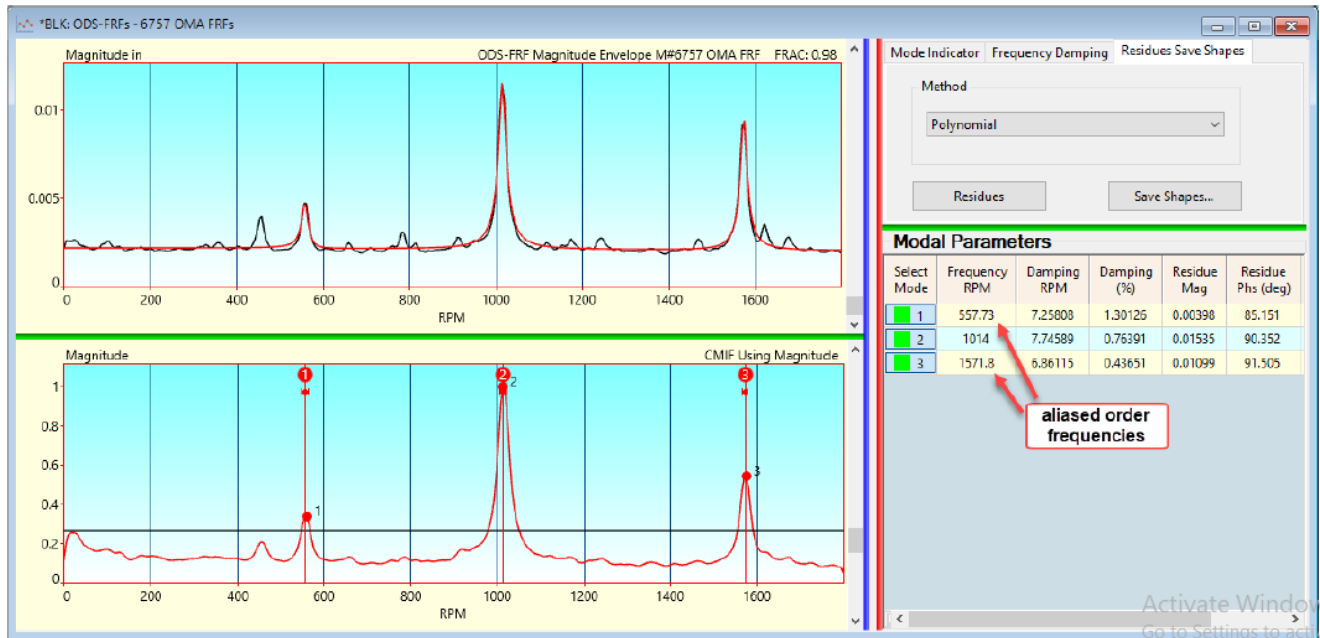 *BLK: ODS-FRFs - 6757 OMA FRFs
Magnitude in
ODS-FRF Magnitude Envelope M#6757 OMA FRF FRAC: 0.98
0.01
0.005
0
0 200 400 600 800 1000 1200 1400 1600
RPM
Magnitude
CMIF Using Magnitude
1 2 3
1
0.8
0.6
0.4
0.2
0
2
3
1
0 200 400 600 800 1000 1200 1400 1600
RPM
Mode Indicator Frequency Damping Residues Save Shapes
Method
Polynomial
Residues Save Shapes...
Modal Parameters
Select Mode Frequency RPM Damping RPM Damping (%) Residue Mag Residue Phs (deg)
1 557.73 7.25808 1.30126 0.00398 85.151
2 1014 7.74589 0.76391 0.01535 90.352
3 1571.8 6.86115 0.43651 0.01099 91.505
aliased order
frequencies
Activate Window
Go to Settings to acti